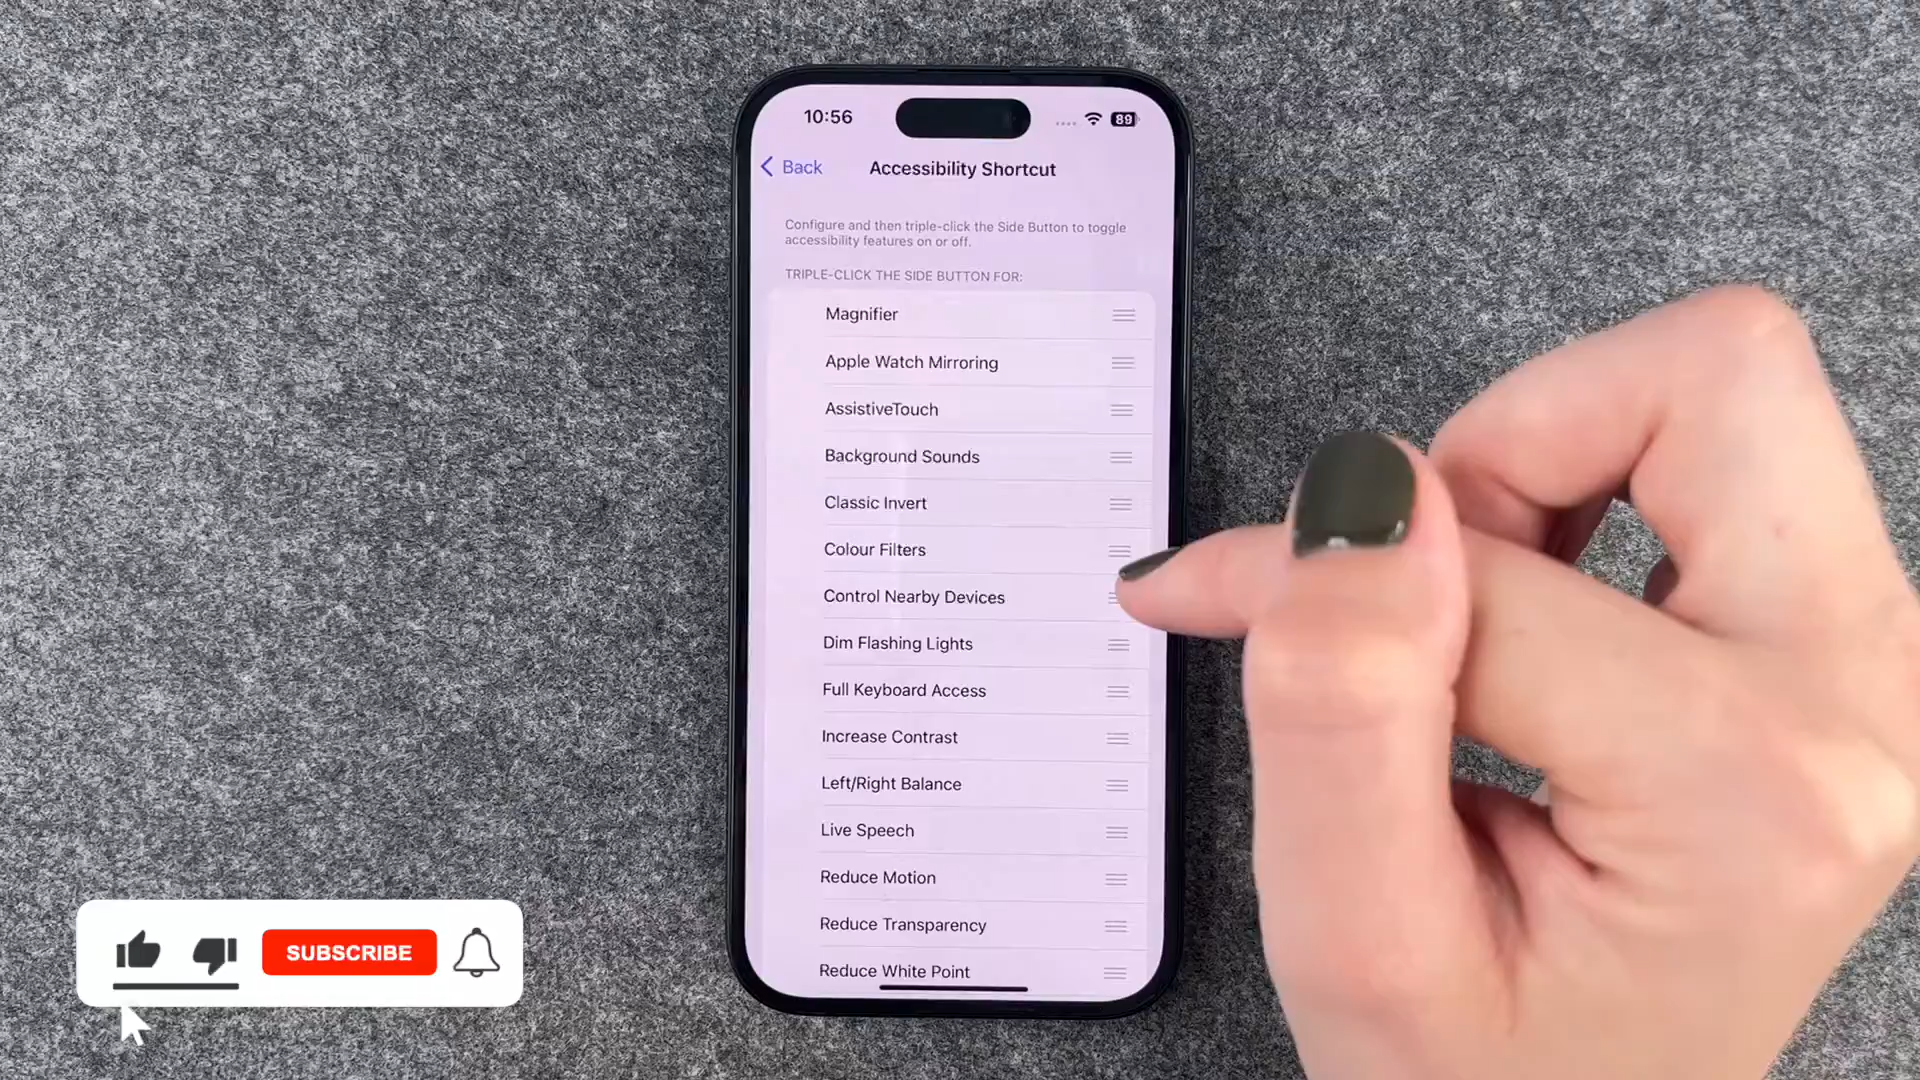 10:56
89
Back
Accessibility Shortcut
Configure and then triple-click the Side Button to toggle
accessibility features on or off.
TRIPLE-CLICK THE SIDE BUTTON FOR:
Magnifier
Apple Watch Mirroring
AssistiveTouch
Background Sounds
Classic Invert
Colour Filters
Control Nearby Devices
Dim Flashing Lights
Full Keyboard Access
Increase Contrast
Left/Right Balance
Live Speech
Reduce Motion
Reduce Transparency
Reduce White Point
SUBSCRIBE